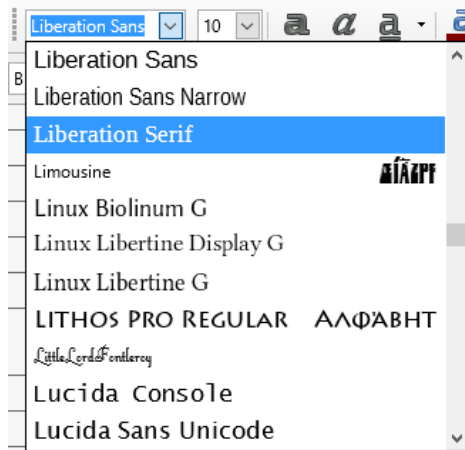 Liberation Sans 10 a a a
B
Liberation Sans
Liberation Sans Narrow
Liberation Serif
Limousine
Linux Biolinum G
Linux Libertine Display G
Linux Libertine G
LITHOS PRO REGULAR ΑΛΦΆΒΗΤ
LittleLordFontleroy
Lucida Console
Lucida Sans Unicode